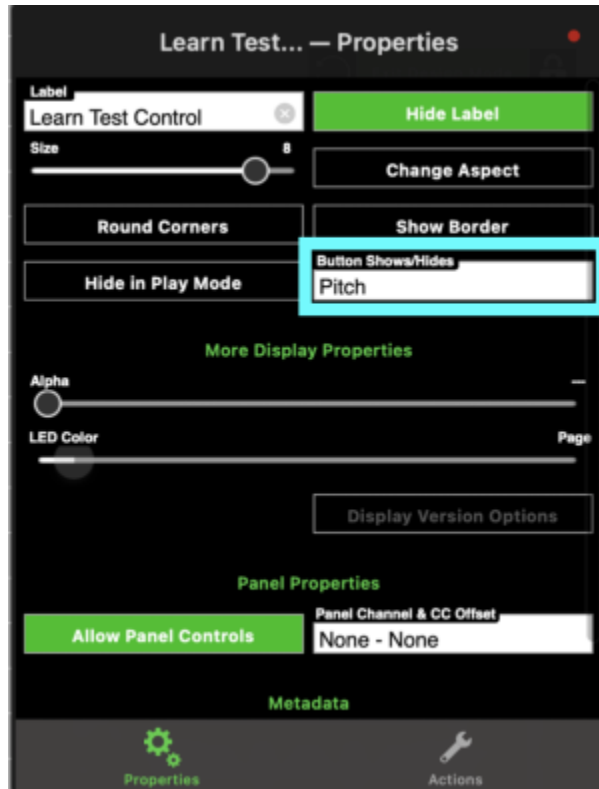 Learn Test... — Properties
Label
Learn Test Control
Hide Label
Size 8
Change Aspect
Round Corners
Show Border
Hide in Play Mode
Button Shows/Hides
Pitch
More Display Properties
Alpha —
LED Color Page
Display Version Options
Panel Properties
Allow Panel Controls
Panel Channel & CC Offset
None - None
Metadata
Properties
Actions